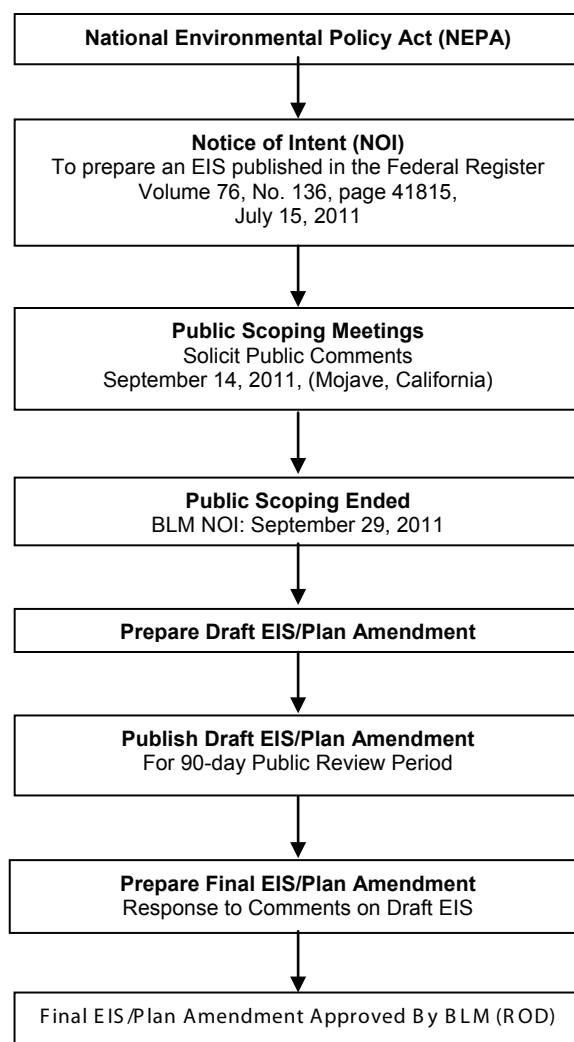 National Environmental Policy Act (NEPA)
Notice of Intent (NOI)
To prepare an EIS published in the Federal Register
Volume 76, No. 136, page 41815,
July 15, 2011
Public Scoping Meetings
Solicit Public Comments
September 14, 2011, (Mojave, California)
Public Scoping Ended
BLM NOI: September 29, 2011
Prepare Draft EIS/Plan Amendment
Publish Draft EIS/Plan Amendment
For 90-day Public Review Period
Prepare Final EIS/Plan Amendment
Response to Comments on Draft EIS
Final EIS/Plan Amendment Approved By BLM (ROD)